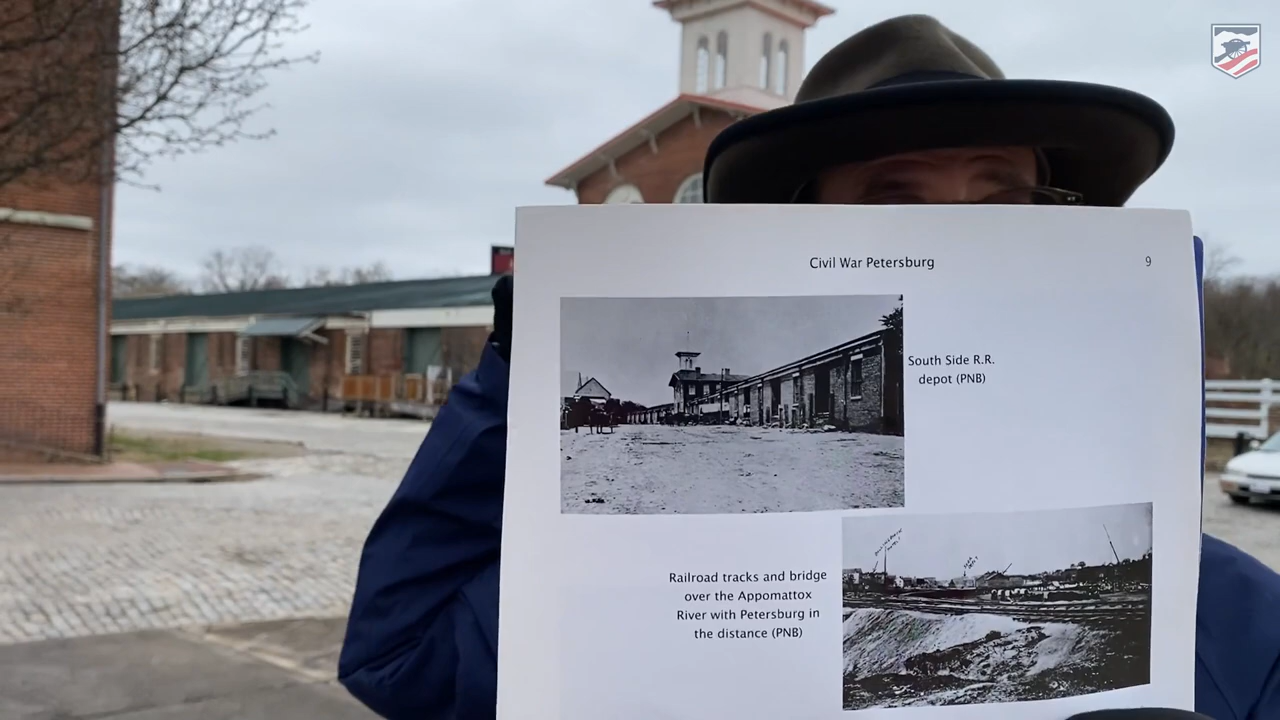 Civil War Petersburg
9
South Side R.R.
depot (PNB)
Railroad tracks and bridge
over the Appomattox
River with Petersburg in
the distance (PNB)